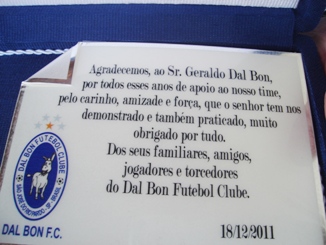 Agradecemos, ao Sr. Geraldo Dal Bon,
por todos esses anos de apoio ao nosso time,
pelo carinho, amizade e força, que o senhor tem nos
demonstrado e também praticado, muito
obrigado por tudo.
Dos seus familiares, amigos,
jogadores e torcedores
do Dal Bon Futebol Clube.
DAL BON FUTEBOL CLUBE
DAL BON F.C.
18/12/2011